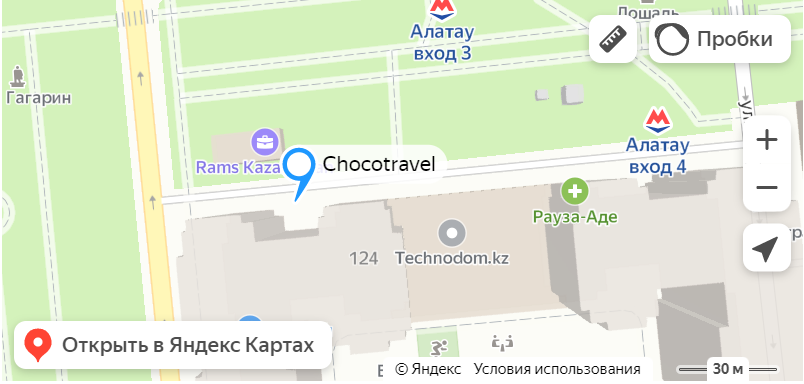 Лошадь
Алатау
вход 3
Пробки
Гагарин
Алатау
вход 4
Rams Kaza
Chocotravel
Рауза-Аде
124
Technodom.kz
Открыть в Яндекс Картах
© Яндекс Условия использования
30 м